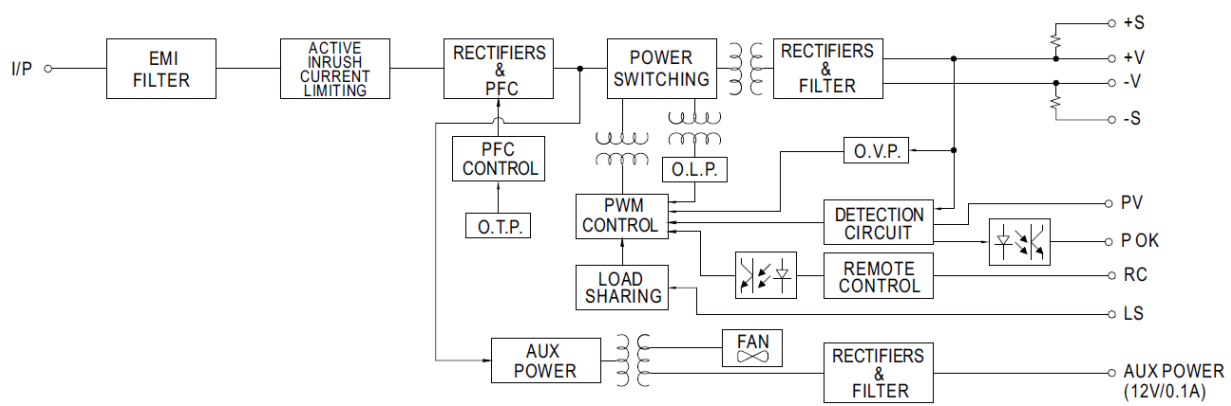 I/P
EMI
FILTER
ACTIVE
INRUSH
CURRENT
LIMITING
RECTIFIERS
&
PFC
POWER
SWITCHING
RECTIFIERS
&
FILTER
+S
+V
-V
-S
PFC
CONTROL
O.T.P.
O.L.P.
O.V.P.
PWM
CONTROL
DETECTION
CIRCUIT
PV
P OK
LOAD
SHARING
REMOTE
CONTROL
RC
LS
AUX
POWER
FAN
RECTIFIERS
&
FILTER
AUX POWER
(12V/0.1A)